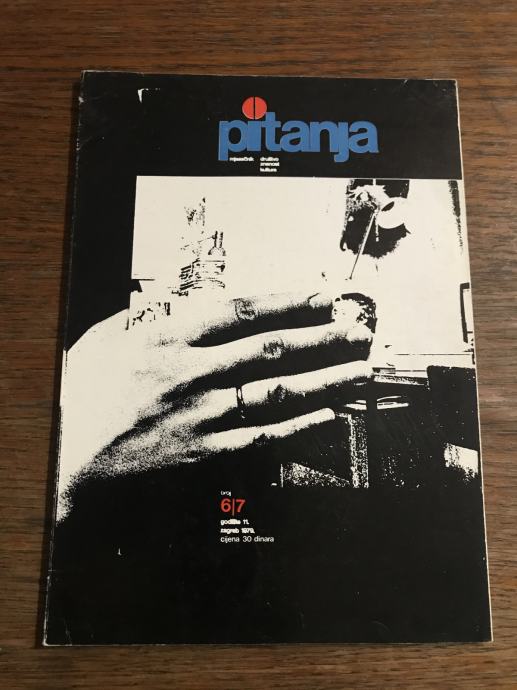 pitanja
mjesečnik društvo
znanost
kultura
broj
6|7
godište 11.
zagreb 1979.
cijena 30 dinara